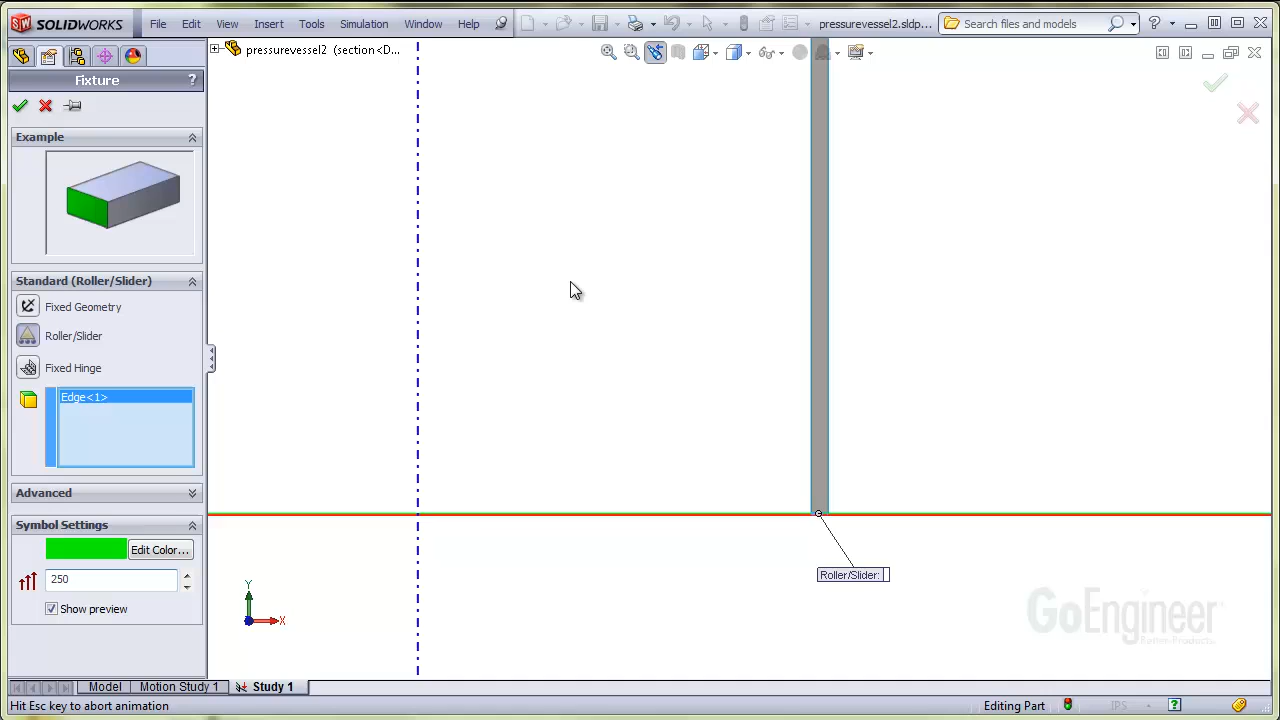 SOLIDWORKS File Edit View Insert Tools Simulation Window Help pressurevessel2.sldp... Search files and models ?
pressurevessel2 (section<D...
Fixture ?
Example
Standard (Roller/Slider)
Fixed Geometry
Roller/Slider
Fixed Hinge
Edge<1>
Advanced
Symbol Settings
Edit Color...
250
Show preview
Y
X
Roller/Slider:
GoEngineer
Model Motion Study 1 Study 1
Hit Esc key to abort animation Editing Part IPS ?